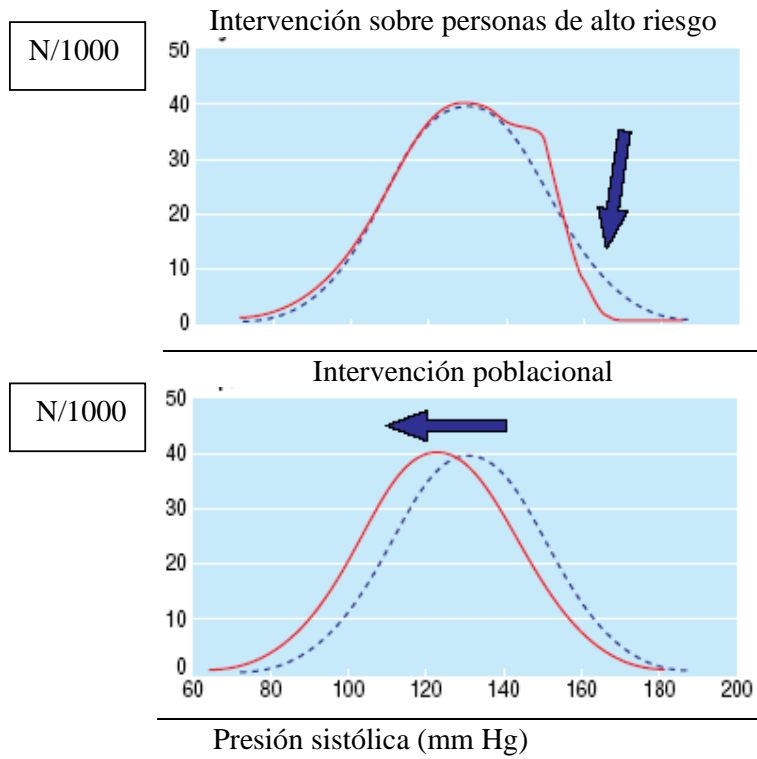 Intervención sobre personas de alto riesgo
N/1000
50
40
30
20
10
0
Intervención poblacional
N/1000
50
40
30
20
10
0
60 80 100 120 140 160 180 200
Presión sistólica (mm Hg)